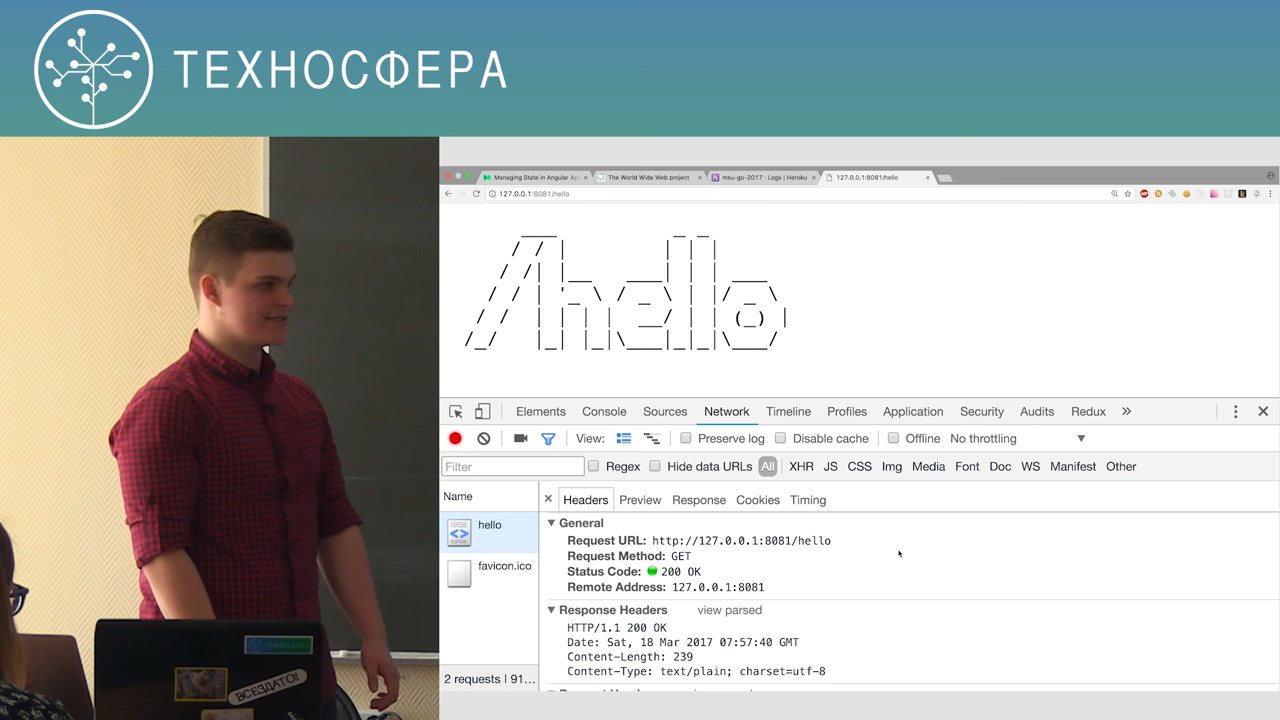 ТЕХНОСФЕРА
Managing State in Angular Ap
The World Wide Web project
msu-go-2017 · Logs | Heroku
127.0.0.1:8081/hello
127.0.0.1:8081/hello
/hello
Elements Console Sources Network Timeline Profiles Application Security Audits Redux »
View: Preserve log Disable cache Offline No throttling
Filter Regex Hide data URLs All XHR JS CSS Img Media Font Doc WS Manifest Other
Name
Headers Preview Response Cookies Timing
hello
favicon.ico
General
Request URL: http://127.0.0.1:8081/hello
Request Method: GET
Status Code: 200 OK
Remote Address: 127.0.0.1:8081
Response Headers view parsed
HTTP/1.1 200 OK
Date: Sat, 18 Mar 2017 07:57:40 GMT
Content-Length: 239
Content-Type: text/plain; charset=utf-8
2 requests | 91...
ТЕХНОСФЕРА
ВСЕЗДАТО!